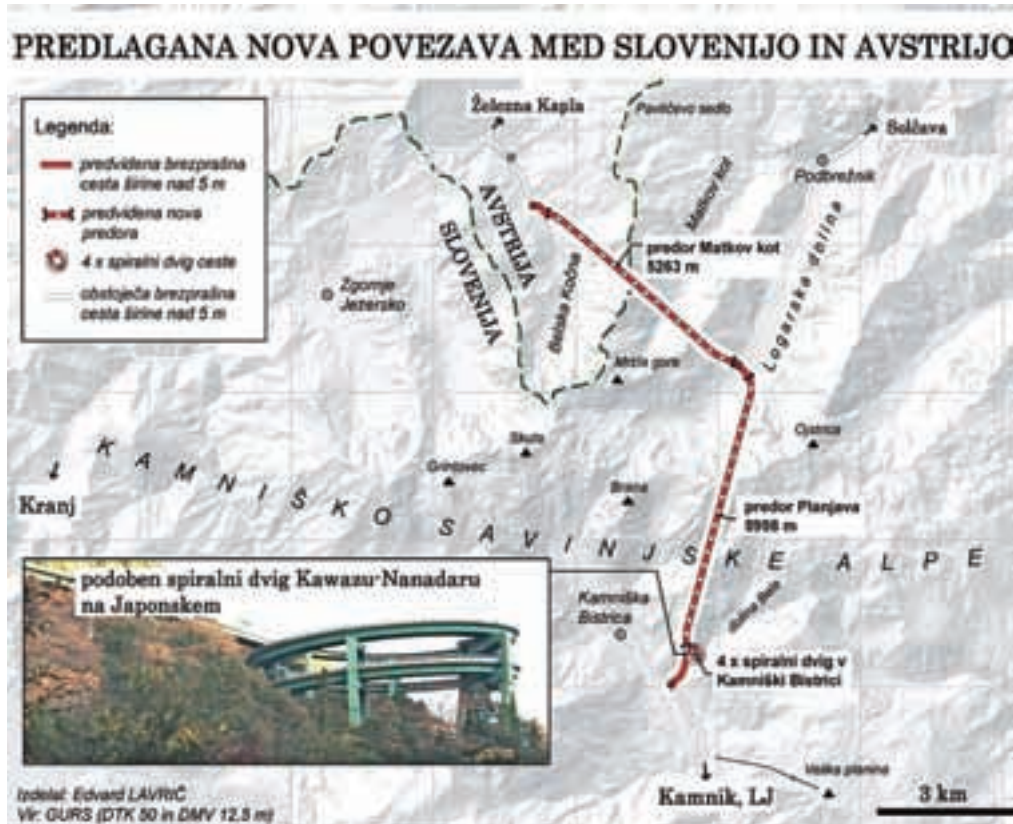 PREDLAGANA NOVA POVEZAVA MED SLOVENIJO IN AVSTRIJO
Legenda:
predvidena brezprašna
cesta širine nad 5 m
predvidena nova
predora
4 x spiralni dvig ceste
obstoječa brezprašna
cesta širine nad 5 m
Železna Kapla
Pavličevo sedlo
Solčava
Podbrežnik
Matkov kot
AVSTRIJA
SLOVENIJA
predor Matkov kot
5263 m
Zgornje
Jezersko
Belska Kočna
Logarska dolina
Mrzla gora
Ojstrica
Skuta
Grintovec
Brana
Kranj
KAMNIŠKO SAVINJSKE ALPE
predor Planjava
podoben spiralni dvig Kawazu-Nanadaru
na Japonskem
Kamniška
Bistrica
dolina Bela
4 x spiralni dvig v
Kamniški Bistrici
Velika planina
Kamnik, LJ
3 km
Izdelal: Edvard LAVRIČ
Vir: GURS (DTK 50 in DMV 12,5 m)